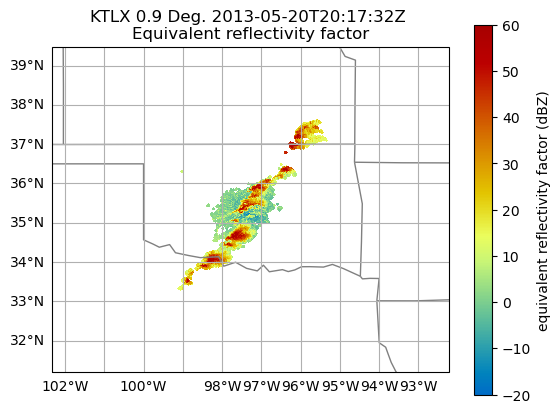 KTLX 0.9 Deg. 2013-05-20T20:17:32Z
Equivalent reflectivity factor
39°N
38°N
37°N
36°N
35°N
34°N
33°N
32°N
102°W 100°W 98°W 97°W 96°W 95°W 94°W 93°W
60
50
40
30
20
10
0
−10
−20
equivalent reflectivity factor (dBZ)